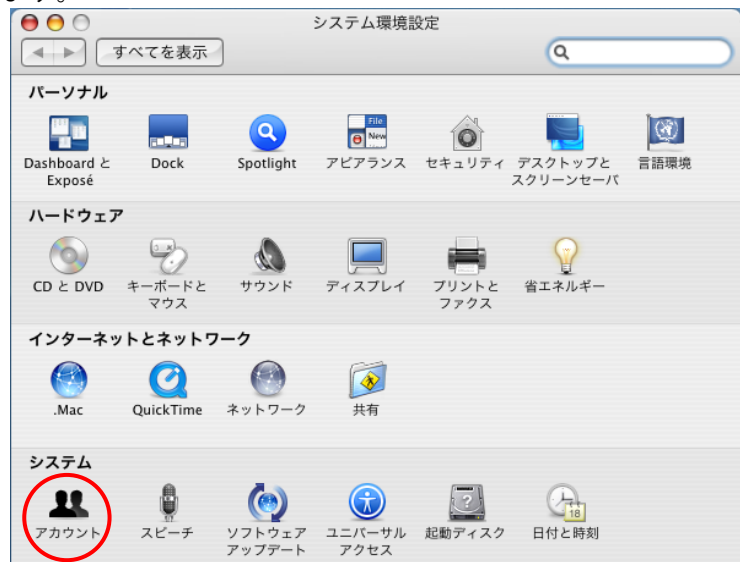 ます。
システム環境設定
すべてを表示
パーソナル
Dashboard と
Exposé
Dock
Spotlight
File
New
アピアランス
セキュリティ
デスクトップと
スクリーンセーバ
言語環境
ハードウェア
CD と DVD
キーボードと
マウス
サウンド
ディスプレイ
プリントと
ファクス
省エネルギー
インターネットとネットワーク
.Mac
QuickTime
ネットワーク
共有
システム
アカウント
スピーチ
ソフトウェア
アップデート
ユニバーサル
アクセス
?
起動ディスク
18
日付と時刻